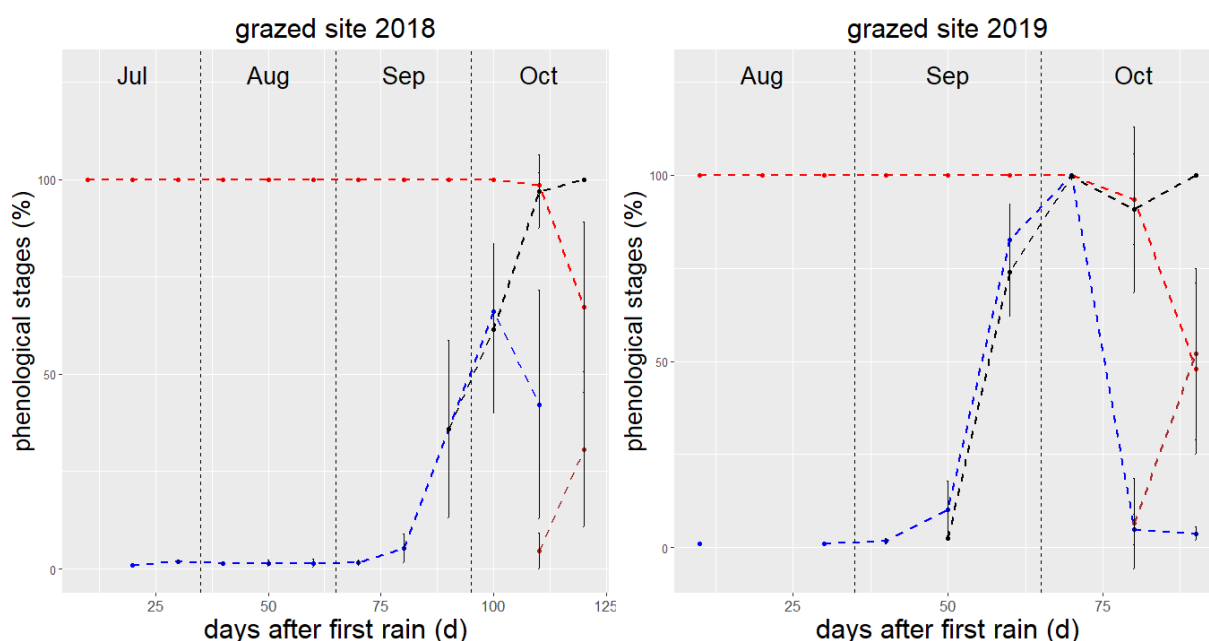 grazed site 2018
Jul Aug Sep Oct
100
50
0
phenological stages (%)
25 50 75 100 125
days after first rain (d)
grazed site 2019
Aug Sep Oct
100
50
0
phenological stages (%)
25 50 75
days after first rain (d)